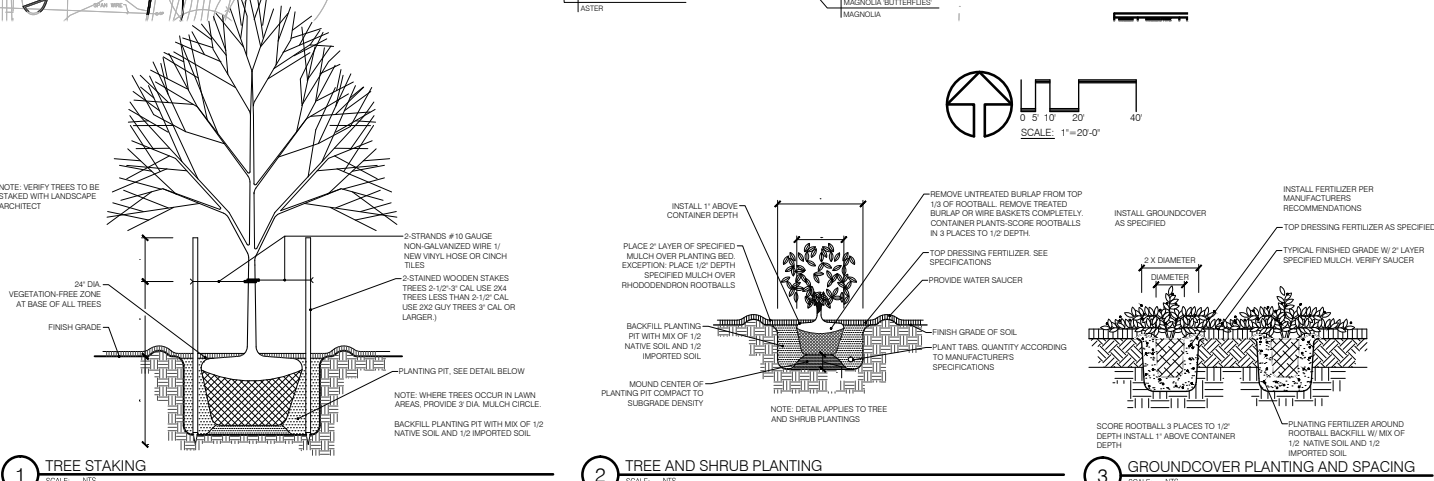 SPAN WIRE
ASTER
MAGNOLIA 'BUTTERFLIES'
MAGNOLIA
0 5' 10' 20' 40'
SCALE: 1"=20'-0"
NOTE: VERIFY TREES TO BE
STAKED WITH LANDSCAPE
ARCHITECT
2-STRANDS #10 GAUGE
NON-GALVANIZED WIRE 1/
NEW VINYL HOSE OR CINCH
TILES
2-STAINED WOODEN STAKES
TREES 2-1/2"-3" CAL USE 2X4
TREES LESS THAN 2-1/2" CAL
USE 2X2 GUY TREES 3" CAL OR
LARGER.)
24" DIA.
VEGETATION-FREE ZONE
AT BASE OF ALL TREES
FINISH GRADE
PLANTING PIT, SEE DETAIL BELOW
NOTE: WHERE TREES OCCUR IN LAWN
AREAS, PROVIDE 3' DIA. MULCH CIRCLE.
BACKFILL PLANTING PIT WITH MIX OF 1/2
NATIVE SOIL AND 1/2 IMPORTED SOIL
1 TREE STAKING
SCALE: NTS
INSTALL 1" ABOVE
CONTAINER DEPTH
PLACE 2" LAYER OF SPECIFIED
MULCH OVER PLANTING BED.
EXCEPTION: PLACE 1/2" DEPTH
SPECIFIED MULCH OVER
RHODODENDRON ROOTBALLS
BACKFILL PLANTING
PIT WITH MIX OF 1/2
NATIVE SOIL AND 1/2
IMPORTED SOIL
MOUND CENTER OF
PLANTING PIT COMPACT TO
SUBGRADE DENSITY
REMOVE UNTREATED BURLAP FROM TOP
1/3 OF ROOTBALL. REMOVE TREATED
BURLAP OR WIRE BASKETS COMPLETELY.
CONTAINER PLANTS-SCORE ROOTBALLS
IN 3 PLACES TO 1/2" DEPTH.
TOP DRESSING FERTILIZER. SEE
SPECIFICATIONS
PROVIDE WATER SAUCER
FINISH GRADE OF SOIL
PLANT TABS. QUANTITY ACCORDING
TO MANUFACTURER'S
SPECIFICATIONS
NOTE: DETAIL APPLIES TO TREE
AND SHRUB PLANTINGS
2 TREE AND SHRUB PLANTING
SCALE: NTS
INSTALL GROUNDCOVER
AS SPECIFIED
INSTALL FERTILIZER PER
MANUFACTURERS
RECOMMENDATIONS
TOP DRESSING FERTILIZER AS SPECIFIED
TYPICAL FINISHED GRADE W/ 2" LAYER
SPECIFIED MULCH. VERIFY SAUCER
2 X DIAMETER
DIAMETER
SCORE ROOTBALL 3 PLACES TO 1/2"
DEPTH INSTALL 1" ABOVE CONTAINER
DEPTH
PLNATING FERTILIZER AROUND
ROOTBALL BACKFILL W/ MIX OF
1/2 NATIVE SOIL AND 1/2
IMPORTED SOIL
3 GROUNDCOVER PLANTING AND SPACING
SCALE: NTS